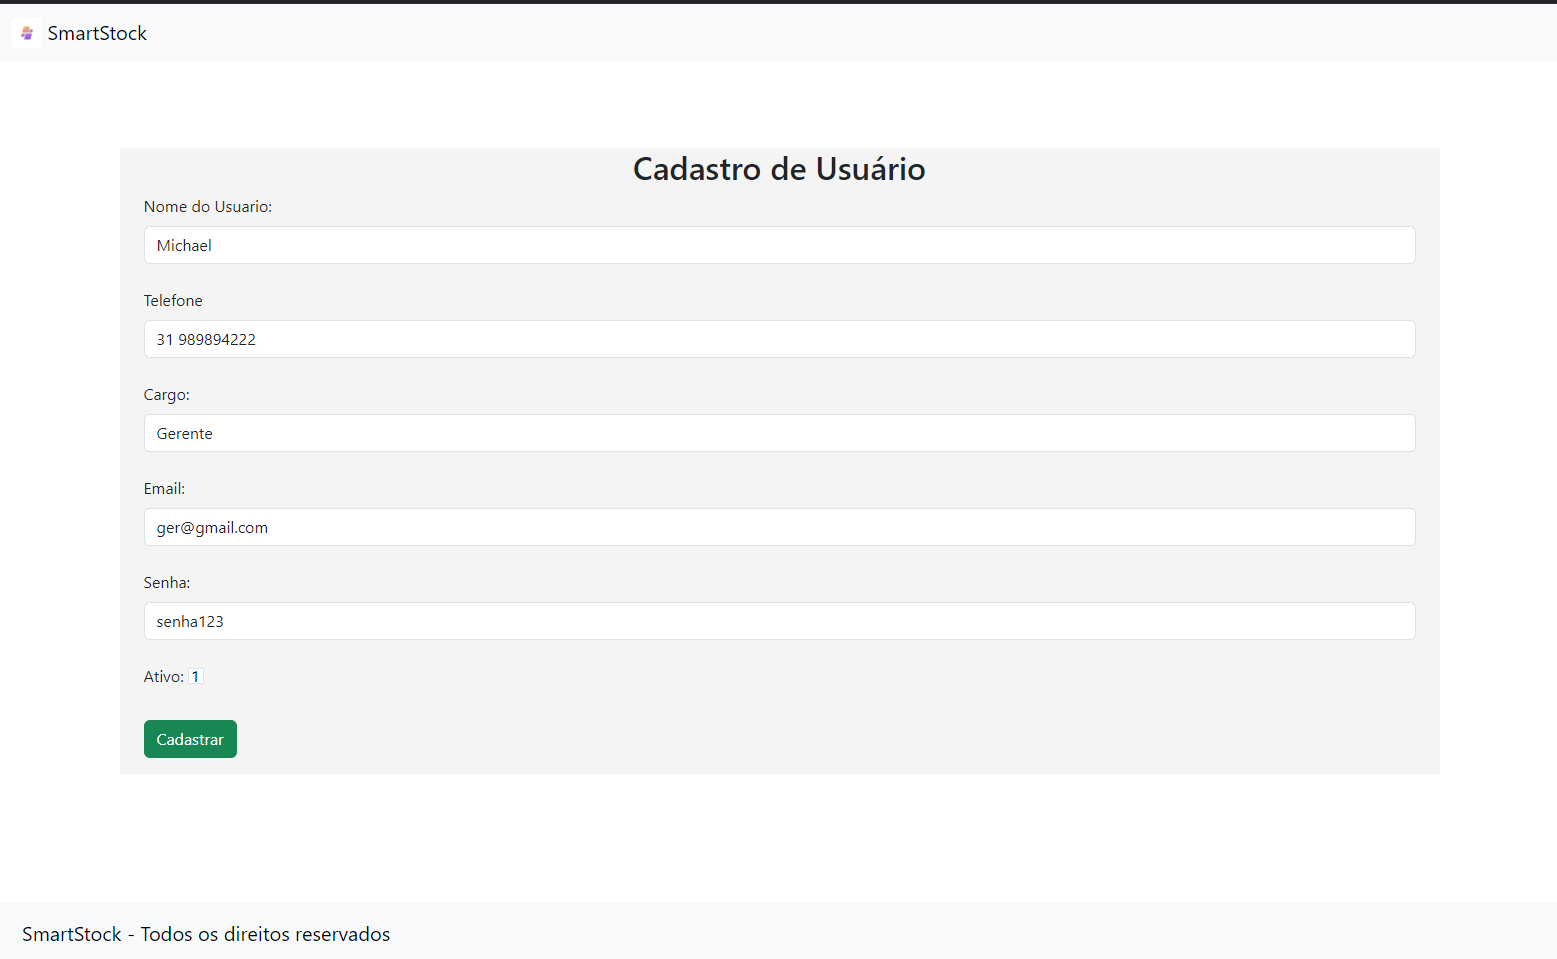 SmartStock
Cadastro de Usuário
Nome do Usuario:
Michael
Telefone
31 989894222
Cargo:
Gerente
Email:
ger@gmail.com
Senha:
senha123
Ativo: 1
Cadastrar
SmartStock - Todos os direitos reservados